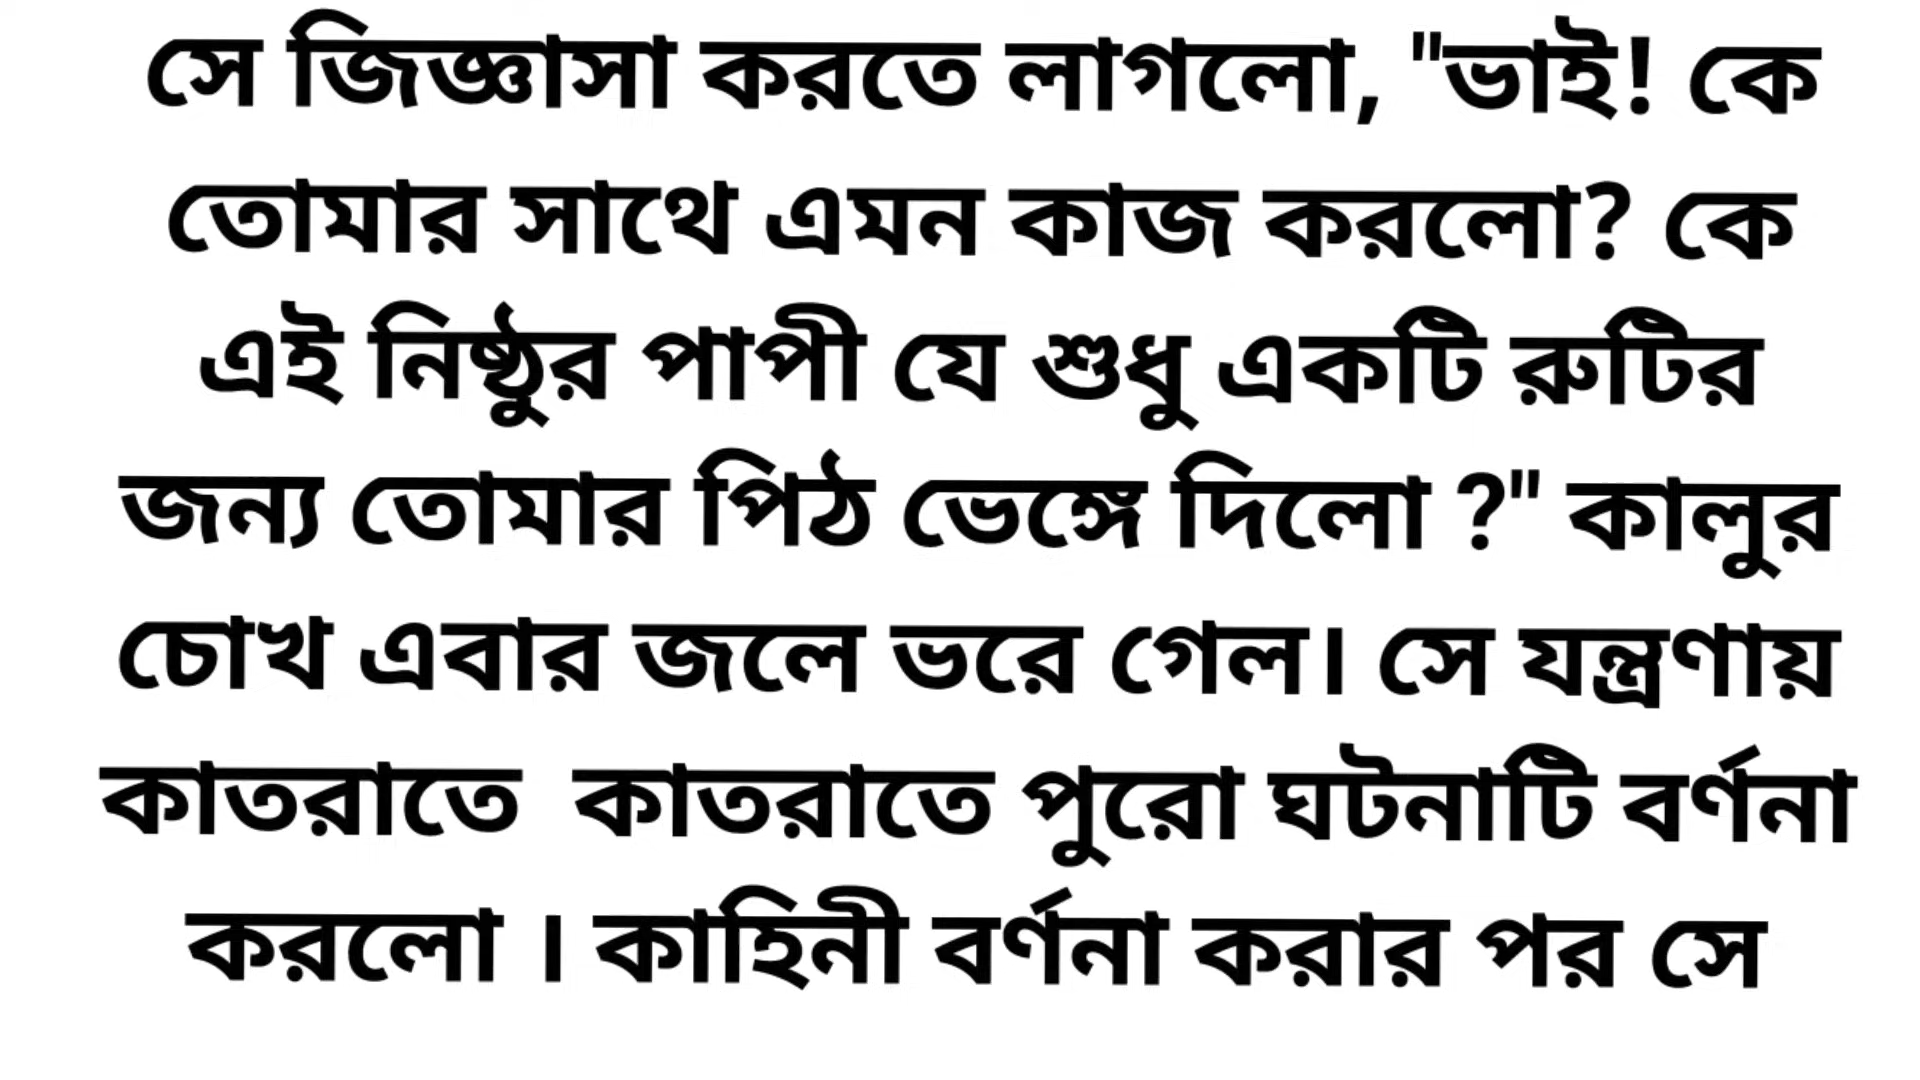 সে জিজ্ঞাসা করতে লাগলো, "ভাই! কে
তোমার সাথে এমন কাজ করলো? কে
এই নিষ্ঠুর পাপী যে শুধু একটি রুটির
জন্য তোমার পিঠ ভেঙ্গে দিলো ?" কালুর
চোখ এবার জলে ভরে গেল। সে যন্ত্রণায়
কাতরাতে  কাতরাতে পুরো ঘটনাটি বর্ণনা
করলো । কাহিনী বর্ণনা করার পর সে